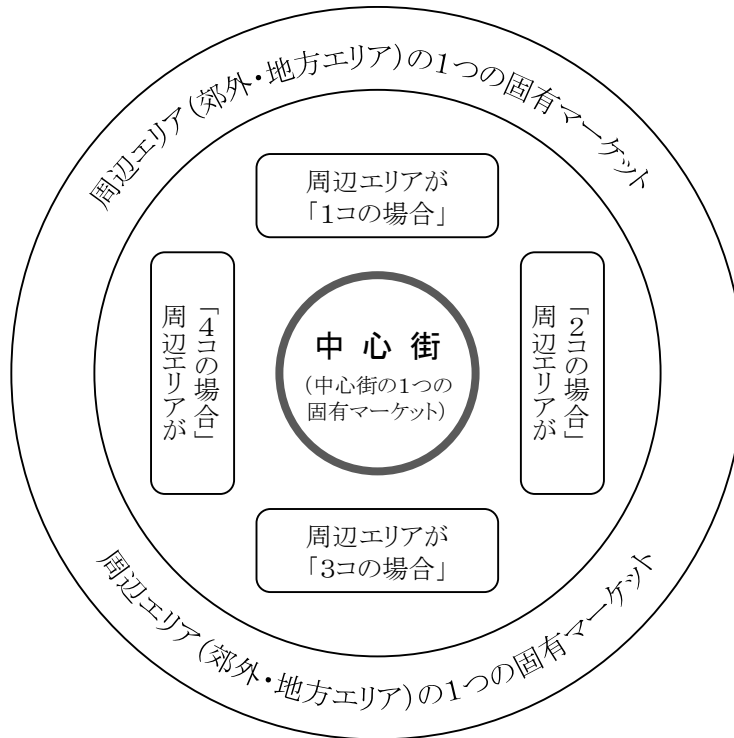 周辺エリア(郊外・地方エリア)の1つの固有マーケット
周辺エリアが
「1コの場合」
周辺エリアが
「4コの場合」
中心街
(中心街の1つの
固有マーケット)
周辺エリアが
「2コの場合」
周辺エリアが
「3コの場合」
周辺エリア(郊外・地方エリア)の1つの固有マーケット